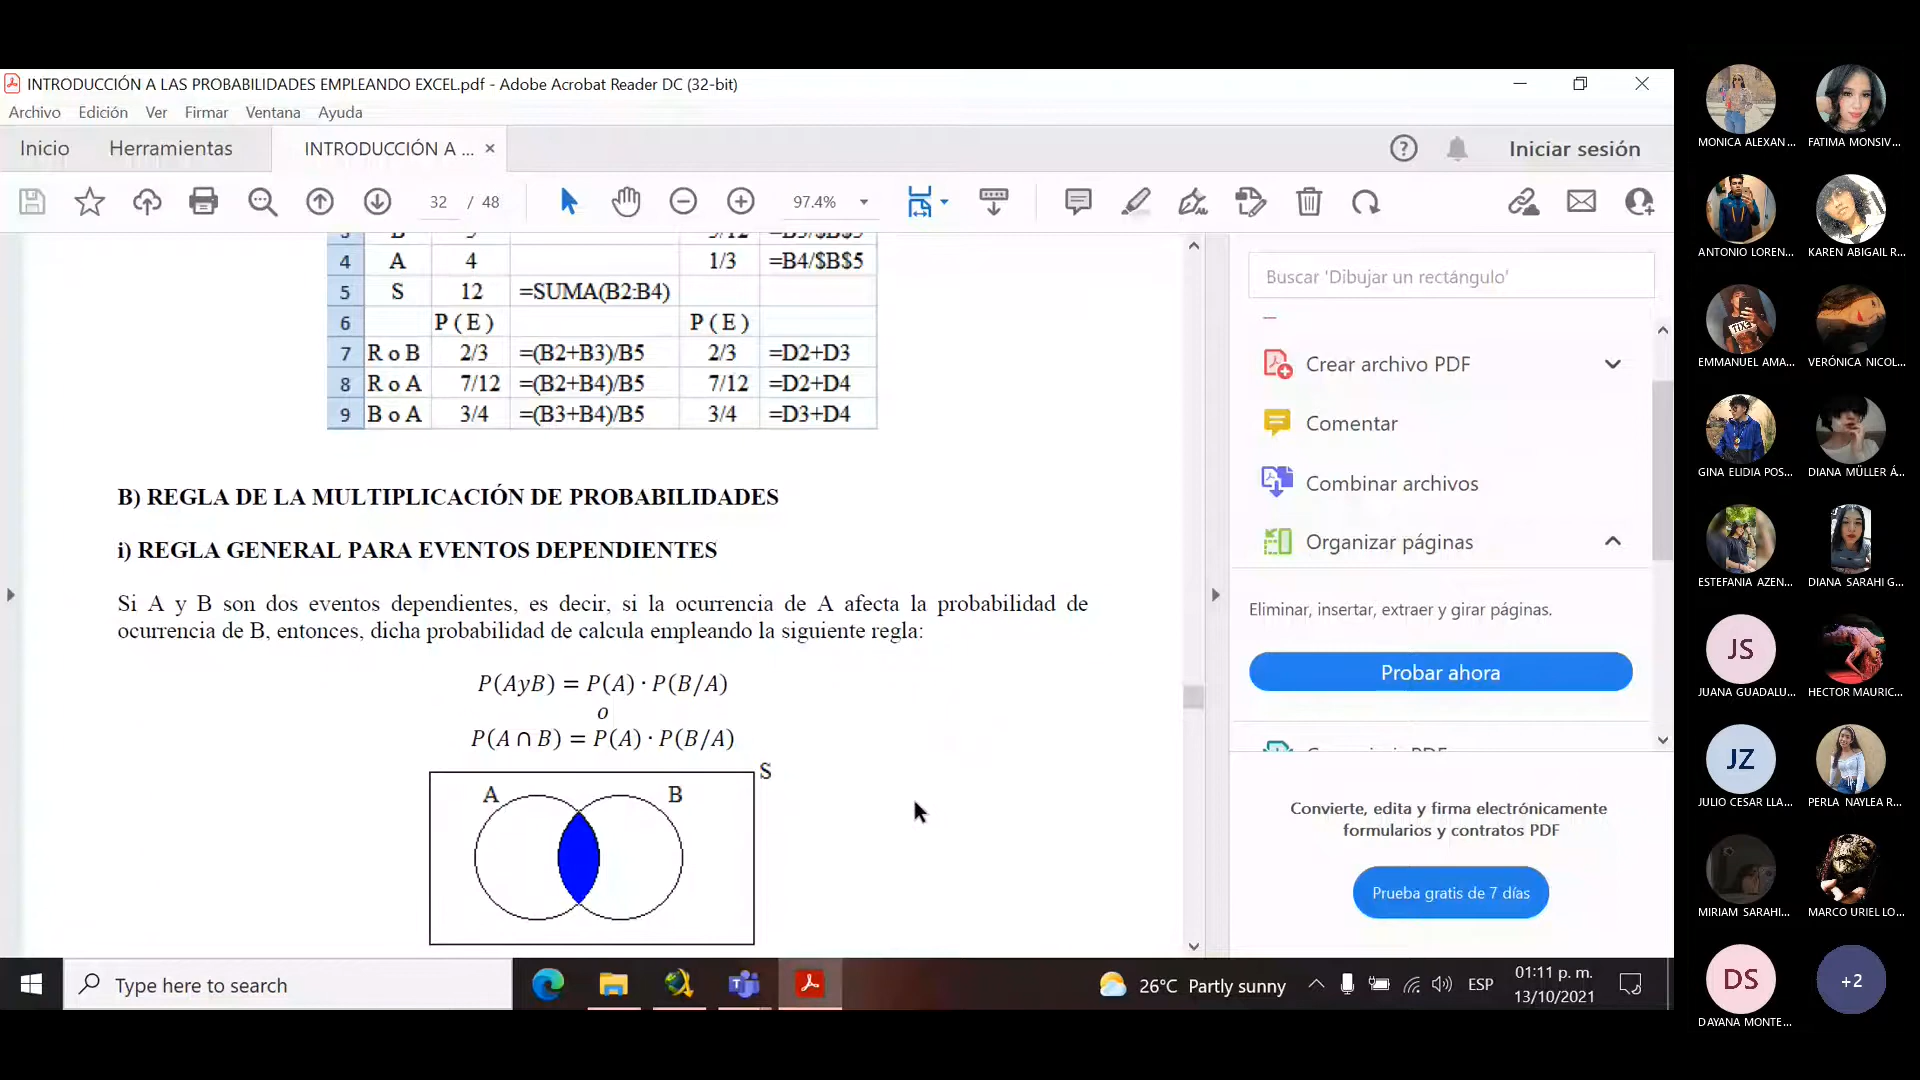 INTRODUCCIÓN A LAS PROBABILIDADES EMPLEANDO EXCEL.pdf - Adobe Acrobat Reader DC (32-bit)
Archivo Edición Ver Firmar Ventana Ayuda
Inicio Herramientas INTRODUCCIÓN A ... × Iniciar sesión
32 / 48 97.4%
4 A 4 1/3 =B4/$B$5
5 S 12 =SUMA(B2:B4)
6 P ( E ) P ( E )
7 R o B 2/3 =(B2+B3)/B5 2/3 =D2+D3
8 R o A 7/12 =(B2+B4)/B5 7/12 =D2+D4
9 B o A 3/4 =(B3+B4)/B5 3/4 =D3+D4
B) REGLA DE LA MULTIPLICACIÓN DE PROBABILIDADES
i) REGLA GENERAL PARA EVENTOS DEPENDIENTES
Si A y B son dos eventos dependientes, es decir, si la ocurrencia de A afecta la probabilidad de
ocurrencia de B, entonces, dicha probabilidad de calcula empleando la siguiente regla:
P(AyB) = P(A) · P(B/A)
o
P(A ∩ B) = P(A) · P(B/A)
S
A B
Buscar 'Dibujar un rectángulo'
Crear archivo PDF
Comentar
Combinar archivos
Organizar páginas
Eliminar, insertar, extraer y girar páginas.
Probar ahora
Convierte, edita y firma electrónicamente
formularios y contratos PDF
Prueba gratis de 7 días
Type here to search
26°C Partly sunny
ESP
01:11 p. m.
13/10/2021
MONICA ALEXAN... FATIMA MONSIV...
ANTONIO LOREN... KAREN ABIGAIL R...
EMMANUEL AMA... VERÓNICA NICOL...
GINA ELIDIA POS... DIANA MÜLLER Á...
ESTEFANIA AZEN... DIANA SARAHI G...
JS
JUANA GUADALU... HECTOR MAURIC...
JZ
JULIO CESAR LLA... PERLA NAYLEA R...
MIRIAM SARAHI... MARCO URIEL LO...
DS +2
DAYANA MONTE...